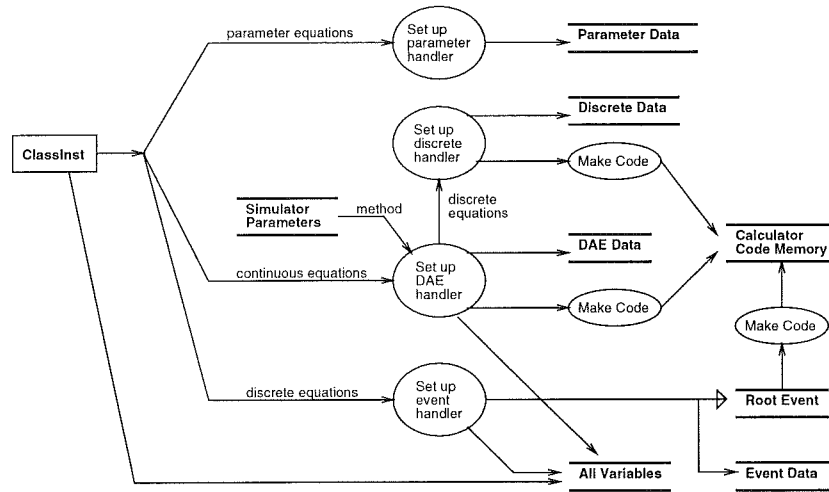 parameter equations
Set up
parameter
handler
Parameter Data
Discrete Data
Set up
discrete
handler
Make Code
ClassInst
Simulator
Parameters
method
discrete
equations
Calculator
Code Memory
DAE Data
continuous equations
Set up
DAE
handler
Make Code
Make Code
discrete equations
Set up
event
handler
Root Event
All Variables
Event Data